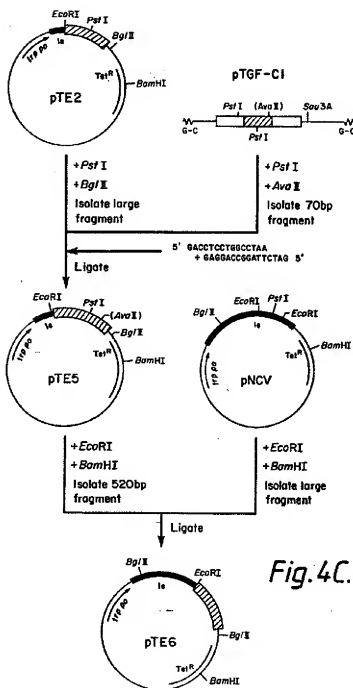 EcoRI
PstI
BglII
le
trp po
TetR
BamHI
pTE2
pTGF-C1
PstI
(AvaII)
Sau3A
G-C
G-C
PstI
+PstI
+BglII
Isolate large
fragment
+PstI
+AvaII
Isolate 70bp
fragment
5' GACCTCCTGGCCTAA
+ GAGGACCGGATTCTAG 5'
Ligate
EcoRI
PstI
(AvaII)
BglII
le
trp po
TetR
BamHI
pTE5
BglII
EcoRI
PstI
EcoRI
le
trp po
TetR
BamHI
pNCV
+EcoRI
+BamHI
Isolate 520bp
fragment
+EcoRI
+BamHI
Isolate large
fragment
Ligate
BglII
EcoRI
le
trp po
BglII
TetR
BamHI
pTE6
Fig. 4C.